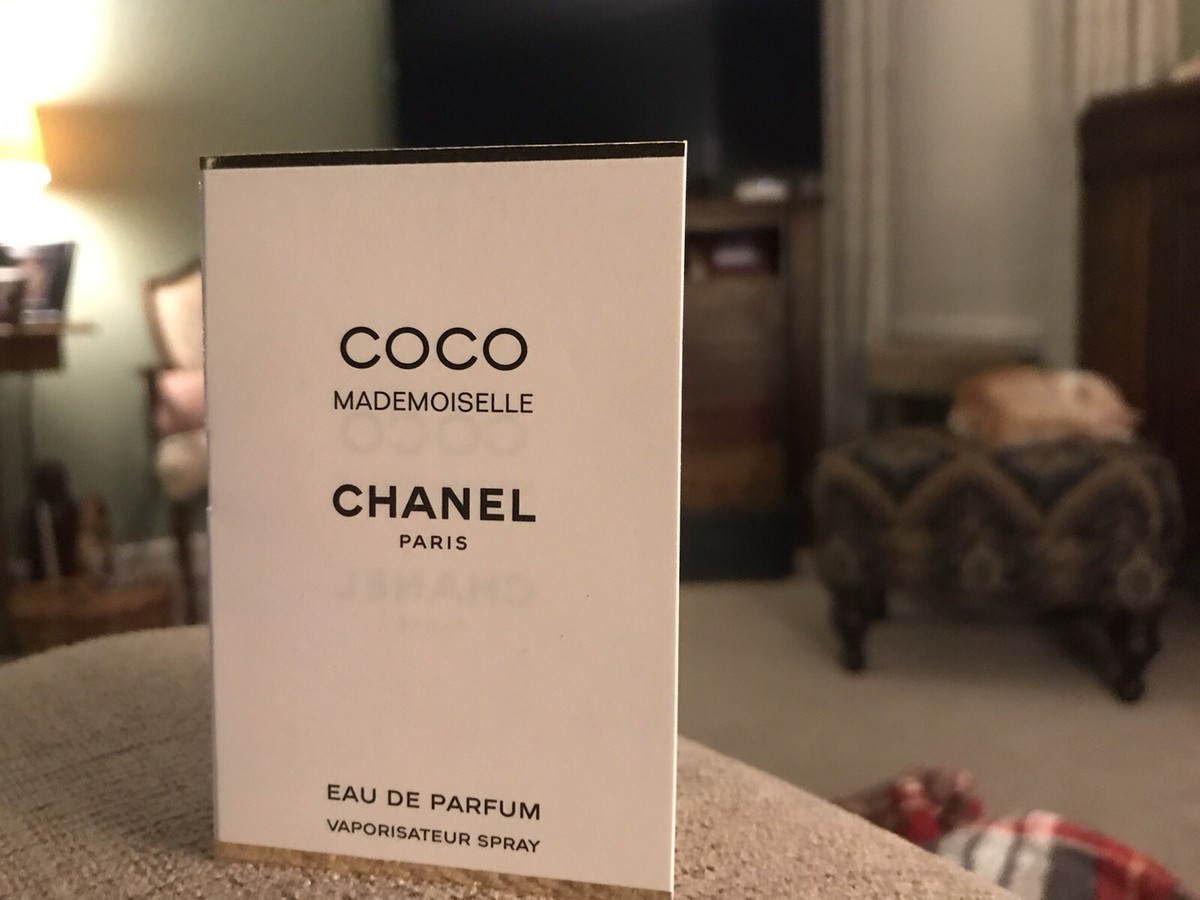 COCO
MADEMOISELLE
CHANEL
PARIS
EAU DE PARFUM
VAPORISATEUR SPRAY